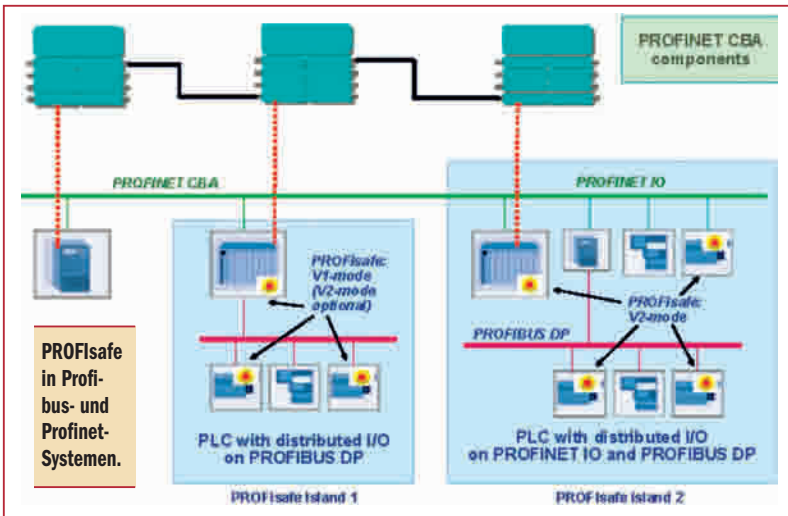 PROFINET CBA
components
PROFINET CBA
PROFINET IO
PROFIsafe:
V1-mode
(V2-mode
optional)
PROFIsafe:
V2-mode
PROFIBUS DP
PROFIsafe
in Profi-
bus- und
Profinet-
Systemen.
PLC with distributed I/O
on PROFIBUS DP
PLC with distributed I/O
on PROFINET IO and PROFIBUS DP
PROFIsafe Island 1
PROFIsafe Island 2